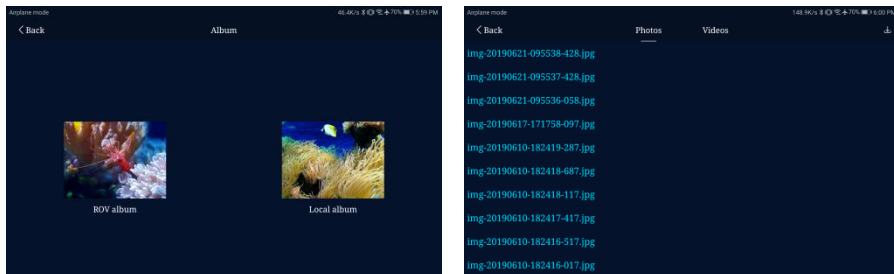 Airplane mode 46.4K/s 70% 5:59 PM
Back Album
ROV album Local album
Airplane mode 148.9K/s 70% 6:00 PM
Back Photos Videos
img-20190621-095538-428.jpg
img-20190621-095537-428.jpg
img-20190621-095536-058.jpg
img-20190617-171758-097.jpg
img-20190610-182419-287.jpg
img-20190610-182418-687.jpg
img-20190610-182418-117.jpg
img-20190610-182417-417.jpg
img-20190610-182416-517.jpg
img-20190610-182416-017.jpg